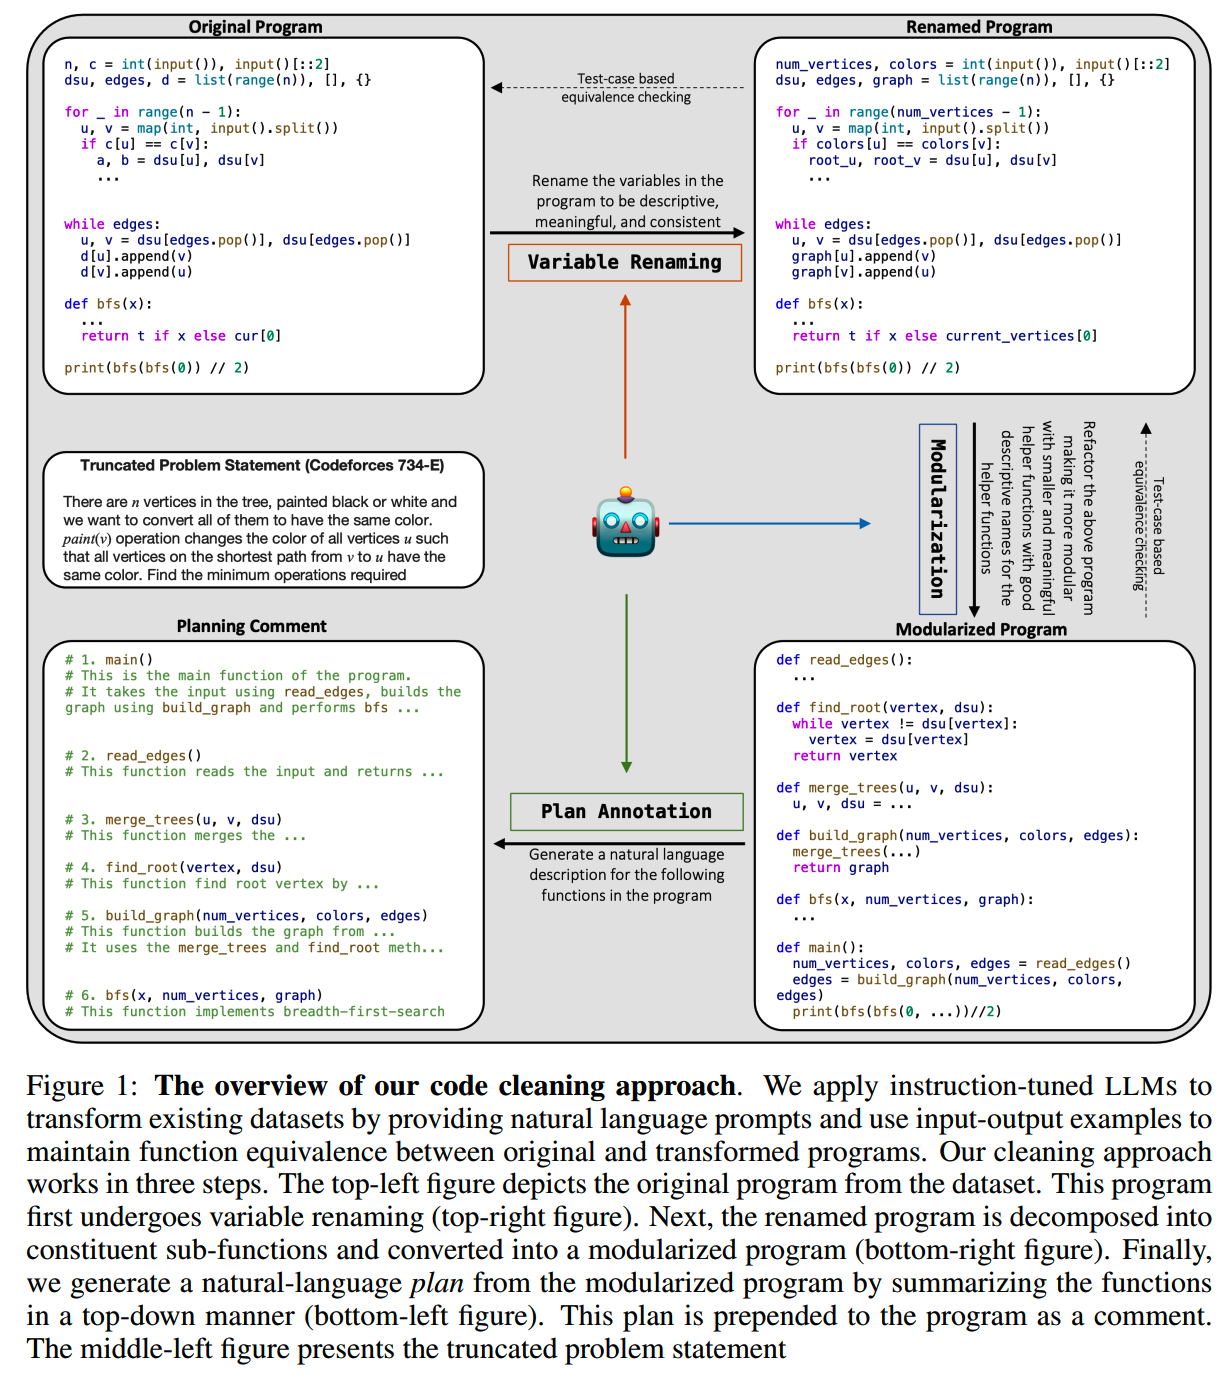 Original Program
n, c = int(input()), input()[::2]
dsu, edges, d = list(range(n)), [], {}
for _ in range(n - 1):
  u, v = map(int, input().split())
  if c[u] == c[v]:
    a, b = dsu[u], dsu[v]
    ...
while edges:
  u, v = dsu[edges.pop()], dsu[edges.pop()]
  d[u].append(v)
  d[v].append(u)
def bfs(x):
  ...
  return t if x else cur[0]
print(bfs(bfs(0)) // 2)
Test-case based
equivalence checking
Rename the variables in the
program to be descriptive,
meaningful, and consistent
Variable Renaming
Renamed Program
num_vertices, colors = int(input()), input()[::2]
dsu, edges, graph = list(range(n)), [], {}
for _ in range(num_vertices - 1):
  u, v = map(int, input().split())
  if colors[u] == colors[v]:
    root_u, root_v = dsu[u], dsu[v]
    ...
while edges:
  u, v = dsu[edges.pop()], dsu[edges.pop()]
  graph[u].append(v)
  graph[v].append(u)
def bfs(x):
  ...
  return t if x else current_vertices[0]
print(bfs(bfs(0)) // 2)
Truncated Problem Statement (Codeforces 734-E)
There are n vertices in the tree, painted black or white and
we want to convert all of them to have the same color.
paint(v) operation changes the color of all vertices u such
that all vertices on the shortest path from v to u have the
same color. Find the minimum operations required
Modularization
Refactor the above program
making it more modular
with smaller and meaningful
helper functions with good
descriptive names for the
helper functions
Test-case based
equivalence checking
Modularized Program
def read_edges():
  ...
def find_root(vertex, dsu):
  while vertex != dsu[vertex]:
    vertex = dsu[vertex]
  return vertex
def merge_trees(u, v, dsu):
  u, v, dsu = ...
def build_graph(num_vertices, colors, edges):
  merge_trees(...)
  return graph
def bfs(x, num_vertices, graph):
  ...
def main():
  num_vertices, colors, edges = read_edges()
  edges = build_graph(num_vertices, colors,
edges)
  print(bfs(bfs(0, ...))//2)
Plan Annotation
Generate a natural language
description for the following
functions in the program
Planning Comment
# 1. main()
# This is the main function of the program.
# It takes the input using read_edges, builds the
graph using build_graph and performs bfs ...
# 2. read_edges()
# This function reads the input and returns ...
# 3. merge_trees(u, v, dsu)
# This function merges the ...
# 4. find_root(vertex, dsu)
# This function find root vertex by ...
# 5. build_graph(num_vertices, colors, edges)
# This function builds the graph from ...
# It uses the merge_trees and find_root meth...
# 6. bfs(x, num_vertices, graph)
# This function implements breadth-first-search
Figure 1: The overview of our code cleaning approach. We apply instruction-tuned LLMs to
transform existing datasets by providing natural language prompts and use input-output examples to
maintain function equivalence between original and transformed programs. Our cleaning approach
works in three steps. The top-left figure depicts the original program from the dataset. This program
first undergoes variable renaming (top-right figure). Next, the renamed program is decomposed into
constituent sub-functions and converted into a modularized program (bottom-right figure). Finally,
we generate a natural-language plan from the modularized program by summarizing the functions
in a top-down manner (bottom-left figure). This plan is prepended to the program as a comment.
The middle-left figure presents the truncated problem statement